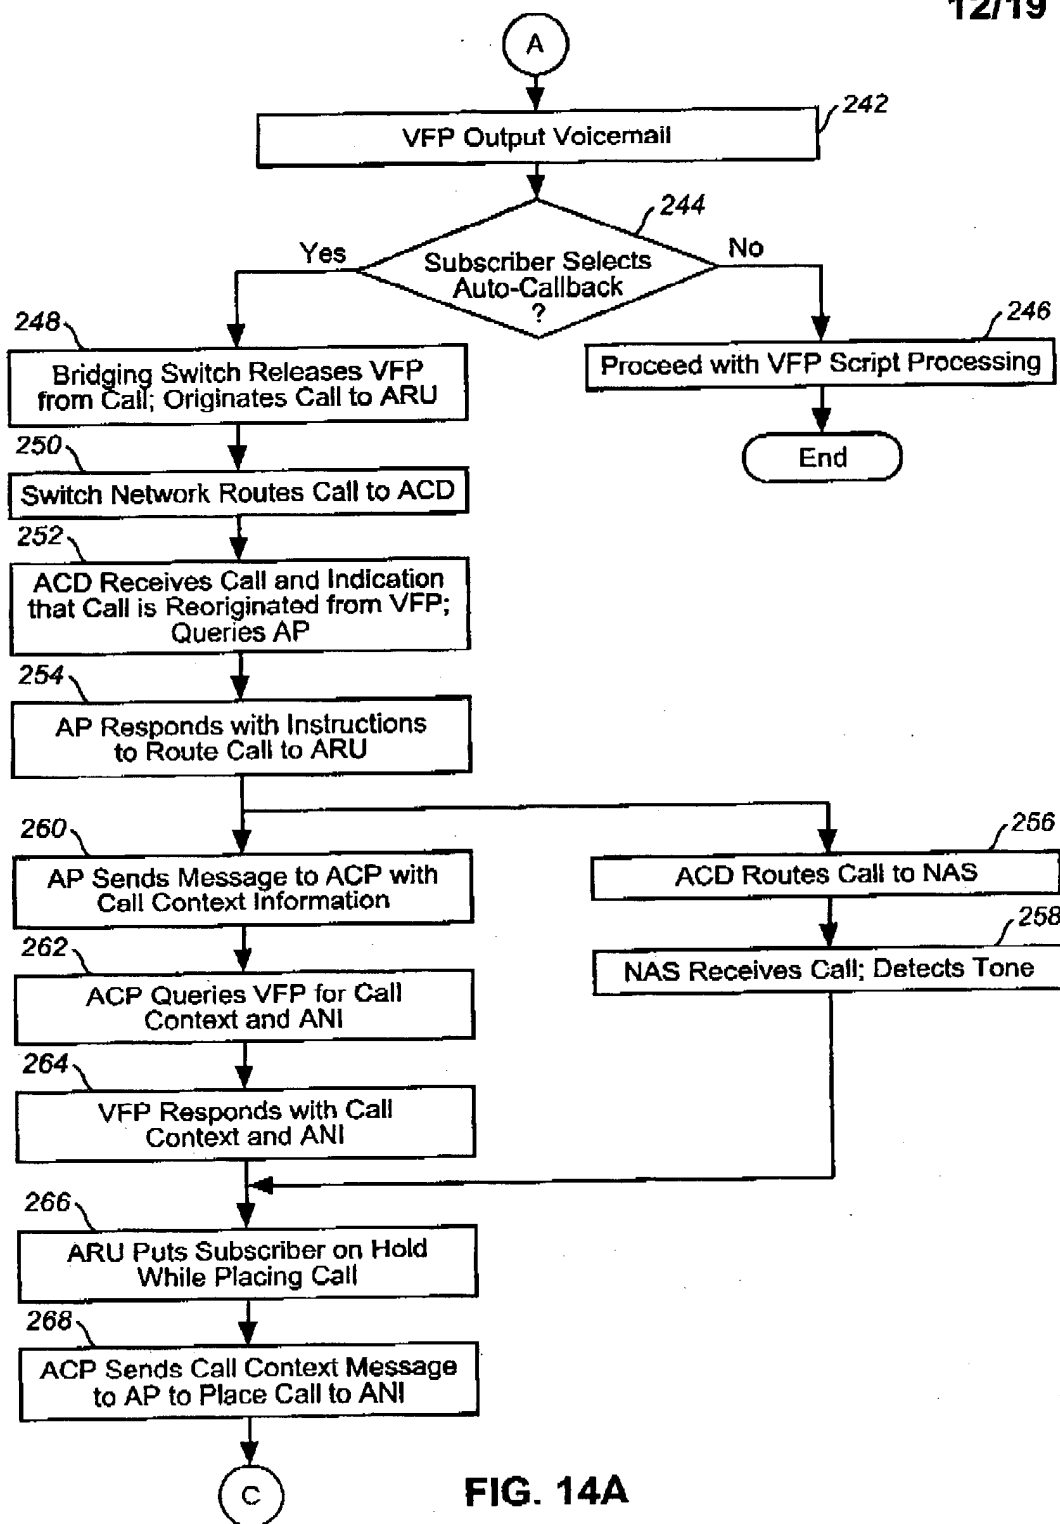 12/19
A
242
VFP Output Voicemail
244
Yes
No
Subscriber Selects
Auto-Callback
?
248
246
Bridging Switch Releases VFP
from Call; Originates Call to ARU
Proceed with VFP Script Processing
250
End
Switch Network Routes Call to ACD
252
ACD Receives Call and Indication
that Call is Reoriginated from VFP;
Queries AP
254
AP Responds with Instructions
to Route Call to ARU
260
256
AP Sends Message to ACP with
Call Context Information
ACD Routes Call to NAS
258
262
NAS Receives Call; Detects Tone
ACP Queries VFP for Call
Context and ANI
264
VFP Responds with Call
Context and ANI
266
ARU Puts Subscriber on Hold
While Placing Call
268
ACP Sends Call Context Message
to AP to Place Call to ANI
C
FIG. 14A